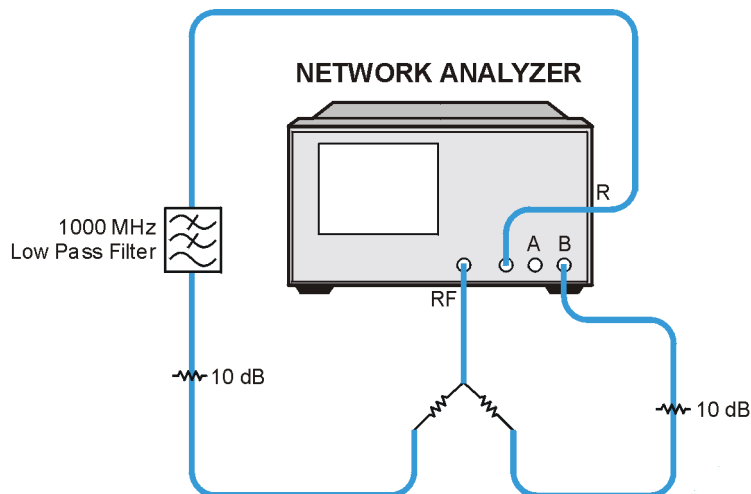 NETWORK ANALYZER
R
1000 MHz
Low Pass Filter
A B
RF
10 dB
10 dB